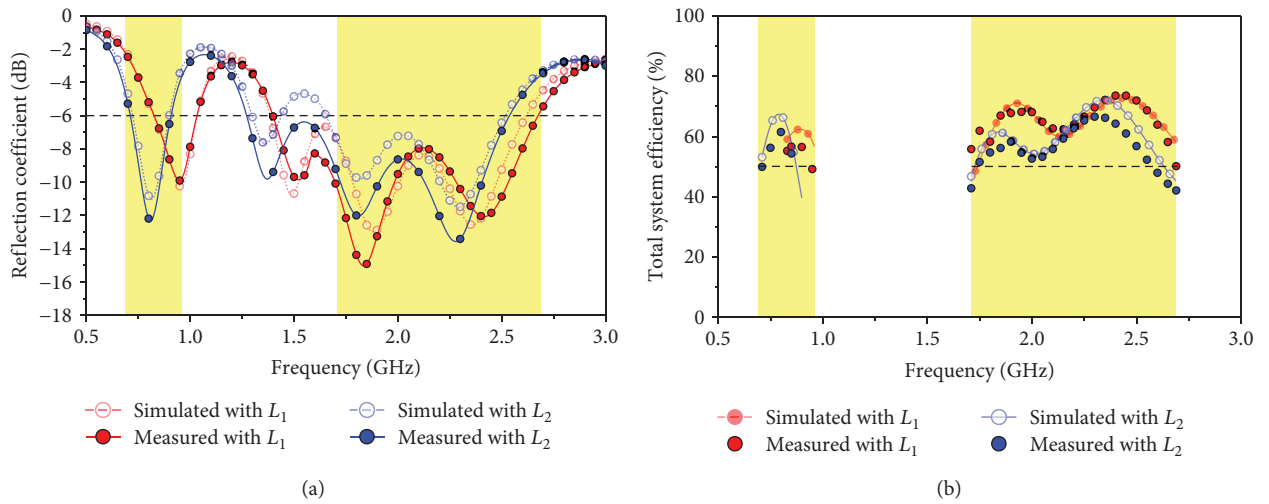 Reflection coefficient (dB)
0
−2
−4
−6
−8
−10
−12
−14
−16
−18
0.5 1.0 1.5 2.0 2.5 3.0
Frequency (GHz)
Simulated with L1
Measured with L1
Simulated with L2
Measured with L2
(a)
Total system efficiency (%)
100
80
60
40
20
0
0.5 1.0 1.5 2.0 2.5 3.0
Frequency (GHz)
Simulated with L1
Measured with L1
Simulated with L2
Measured with L2
(b)